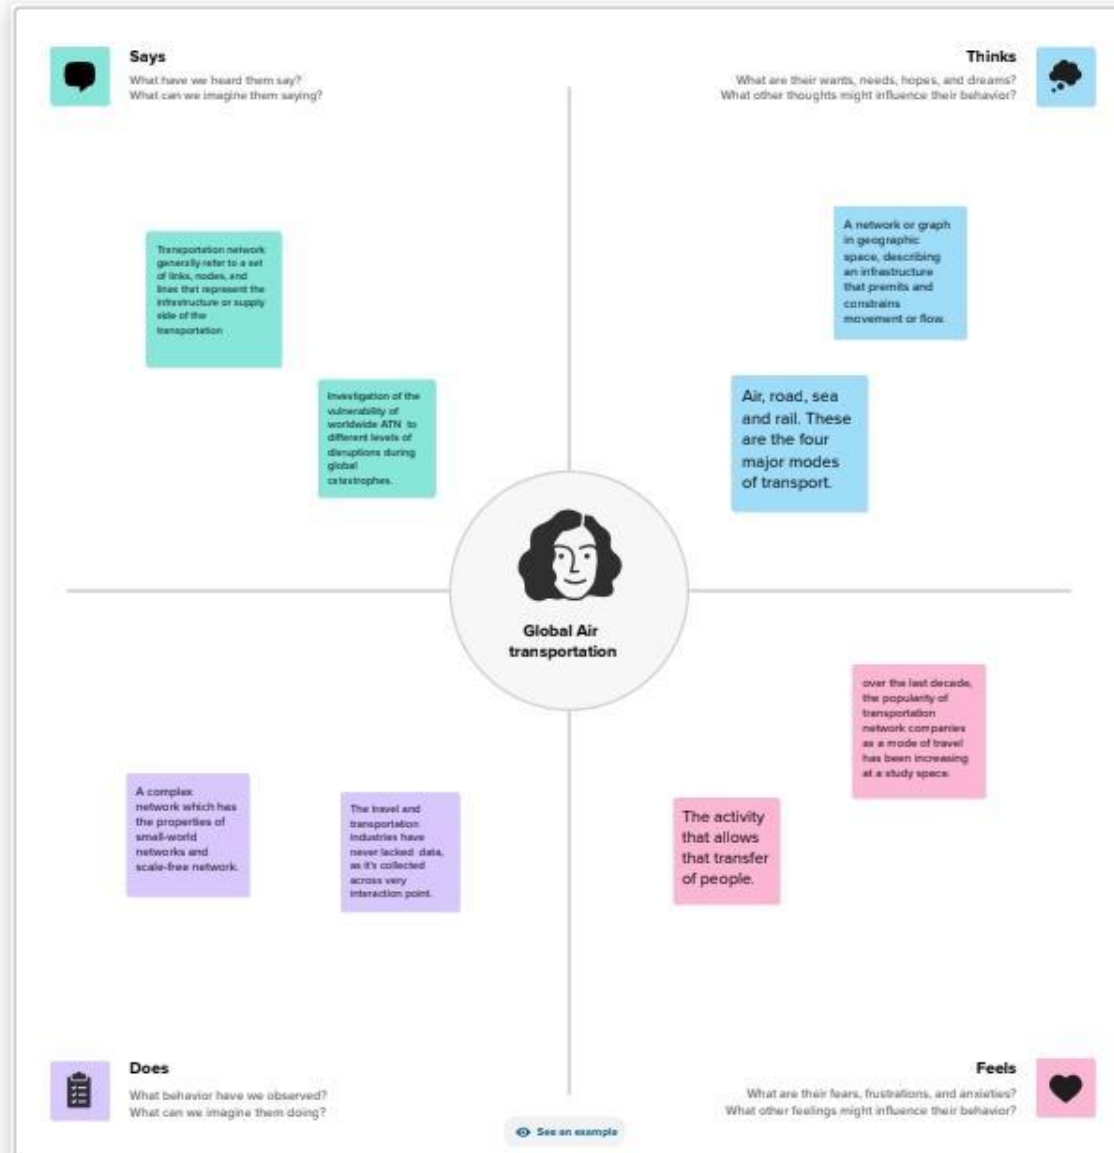 Says
What have we heard them say?
What can we imagine them saying?
Thinks
What are their wants, needs, hopes, and dreams?
What other thoughts might influence their behavior?
Transportation network
generally refer to a set
of links, nodes, and
lines that represent the
infrastructure or supply
side of the
transportation
Investigation of the
vulnerability of
worldwide ATN to
different levels of
disruptions during
global
catestrophes.
A network or graph
in geographic
space, describing
an infrastructure
that premits and
constrains
movement or flow.
Air, road, sea
and rail. These
are the four
major modes
of transport.
Global Air
transportation
A complex
network which has
the properties of
small-world
networks and
scale-free network.
The travel and
transportation
industries have
never lacked data,
as it's collected
across very
interaction point.
over the last decade,
the popularity of
transportation
network companies
as a mode of travel
has been increasing
at a study space.
The activity
that allows
that transfer
of people.
Does
What behavior have we observed?
What can we imagine them doing?
Feels
What are their fears, frustrations, and anxieties?
What other feelings might influence their behavior?
See an example